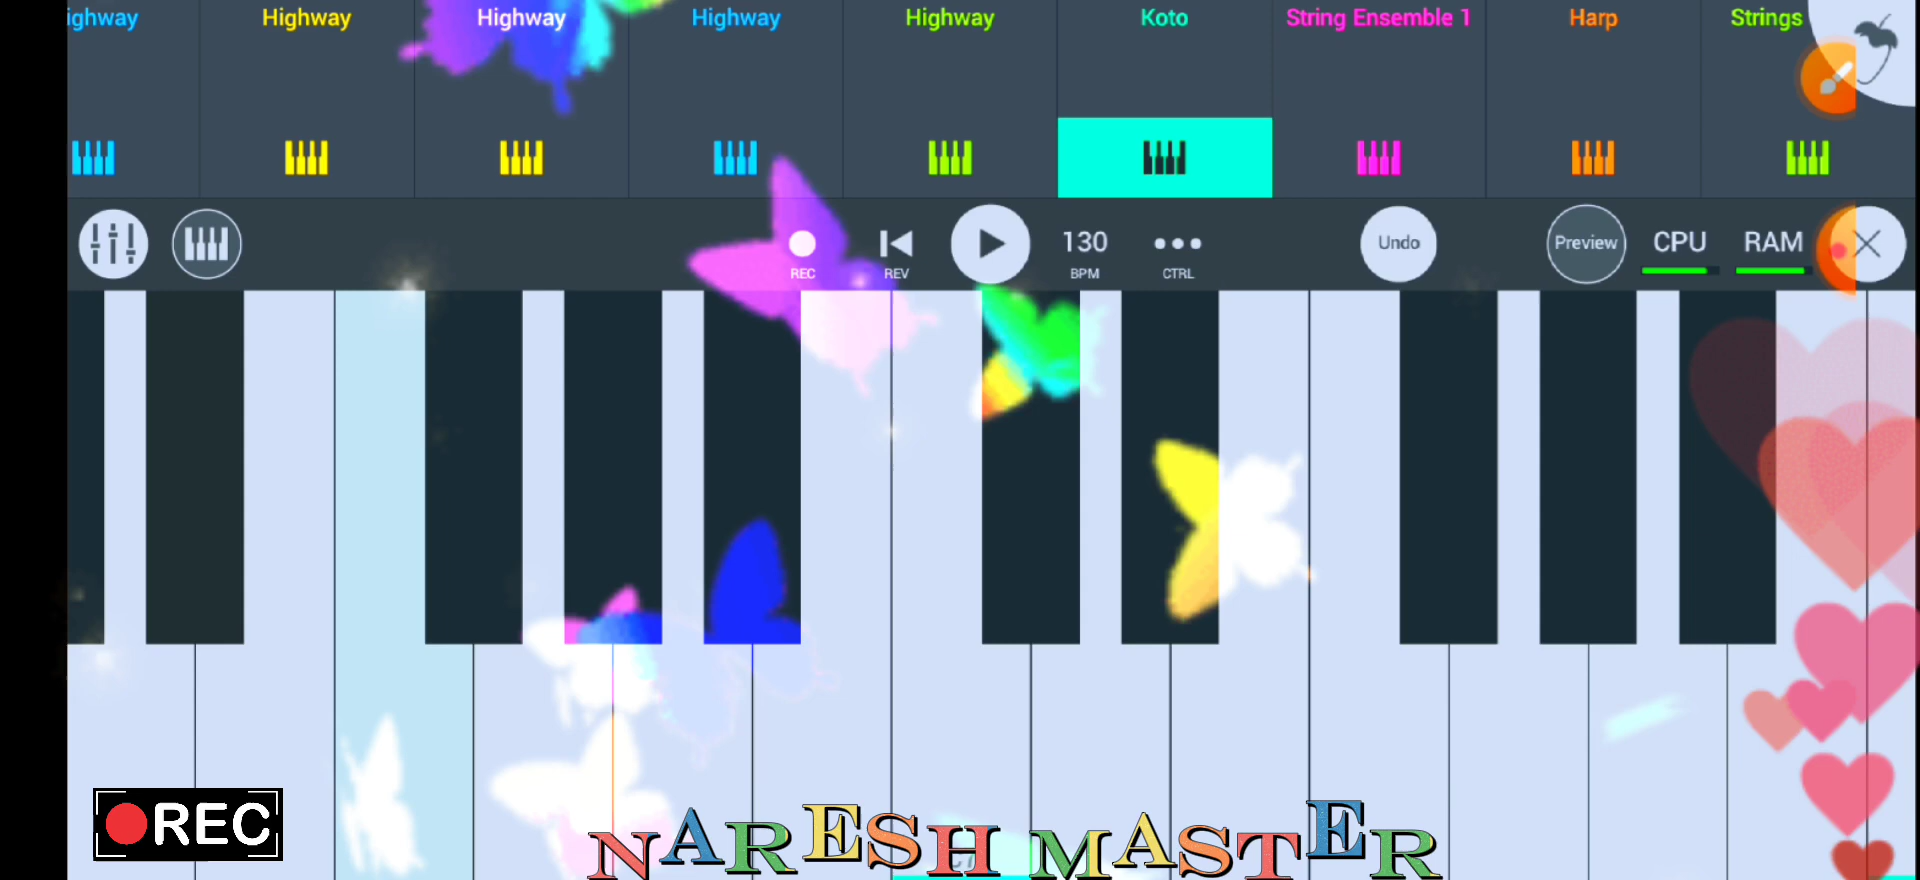 ighway Highway Highway Highway Highway Koto String Ensemble 1 Harp Strings
130 Undo Preview CPU RAM
REC REV BPM CTRL
REC
NARESH MASTER